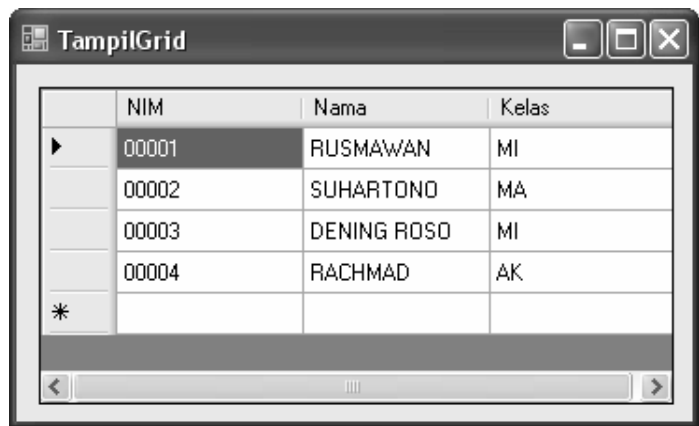 TampilGrid
NIM Nama Kelas
00001 RUSMAWAN MI
00002 SUHARTONO MA
00003 DENING ROSO MI
00004 RACHMAD AK